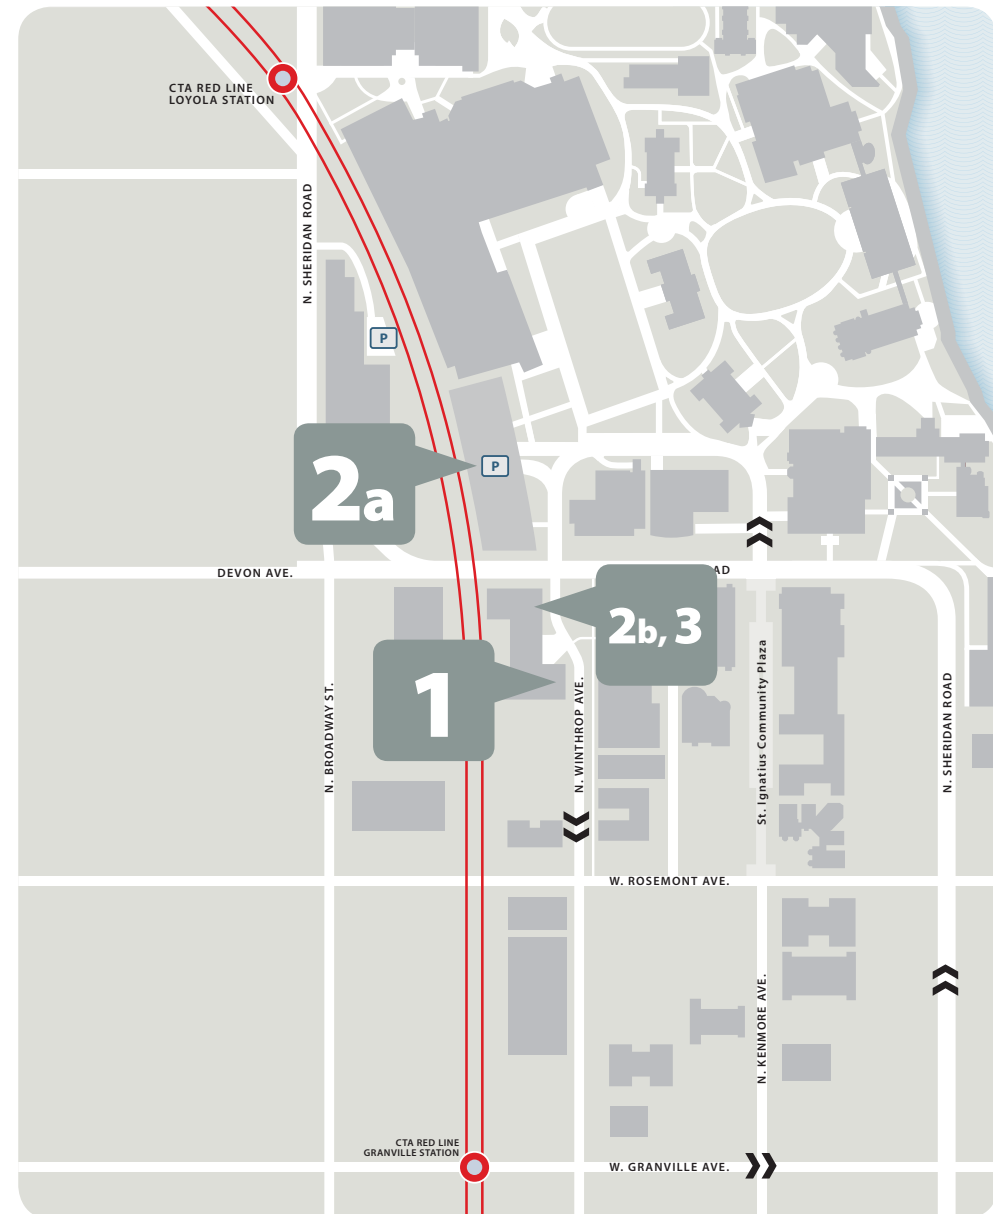 CTA RED LINE
LOYOLA STATION
N. SHERIDAN ROAD
P
2a
P
DEVON AVE.
AD
2b, 3
1
N. BROADWAY ST.
N. WINTHROP AVE.
St. Ignatius Community Plaza
N. SHERIDAN ROAD
W. ROSEMONT AVE.
N. KENMORE AVE.
CTA RED LINE
GRANVILLE STATION
W. GRANVILLE AVE.